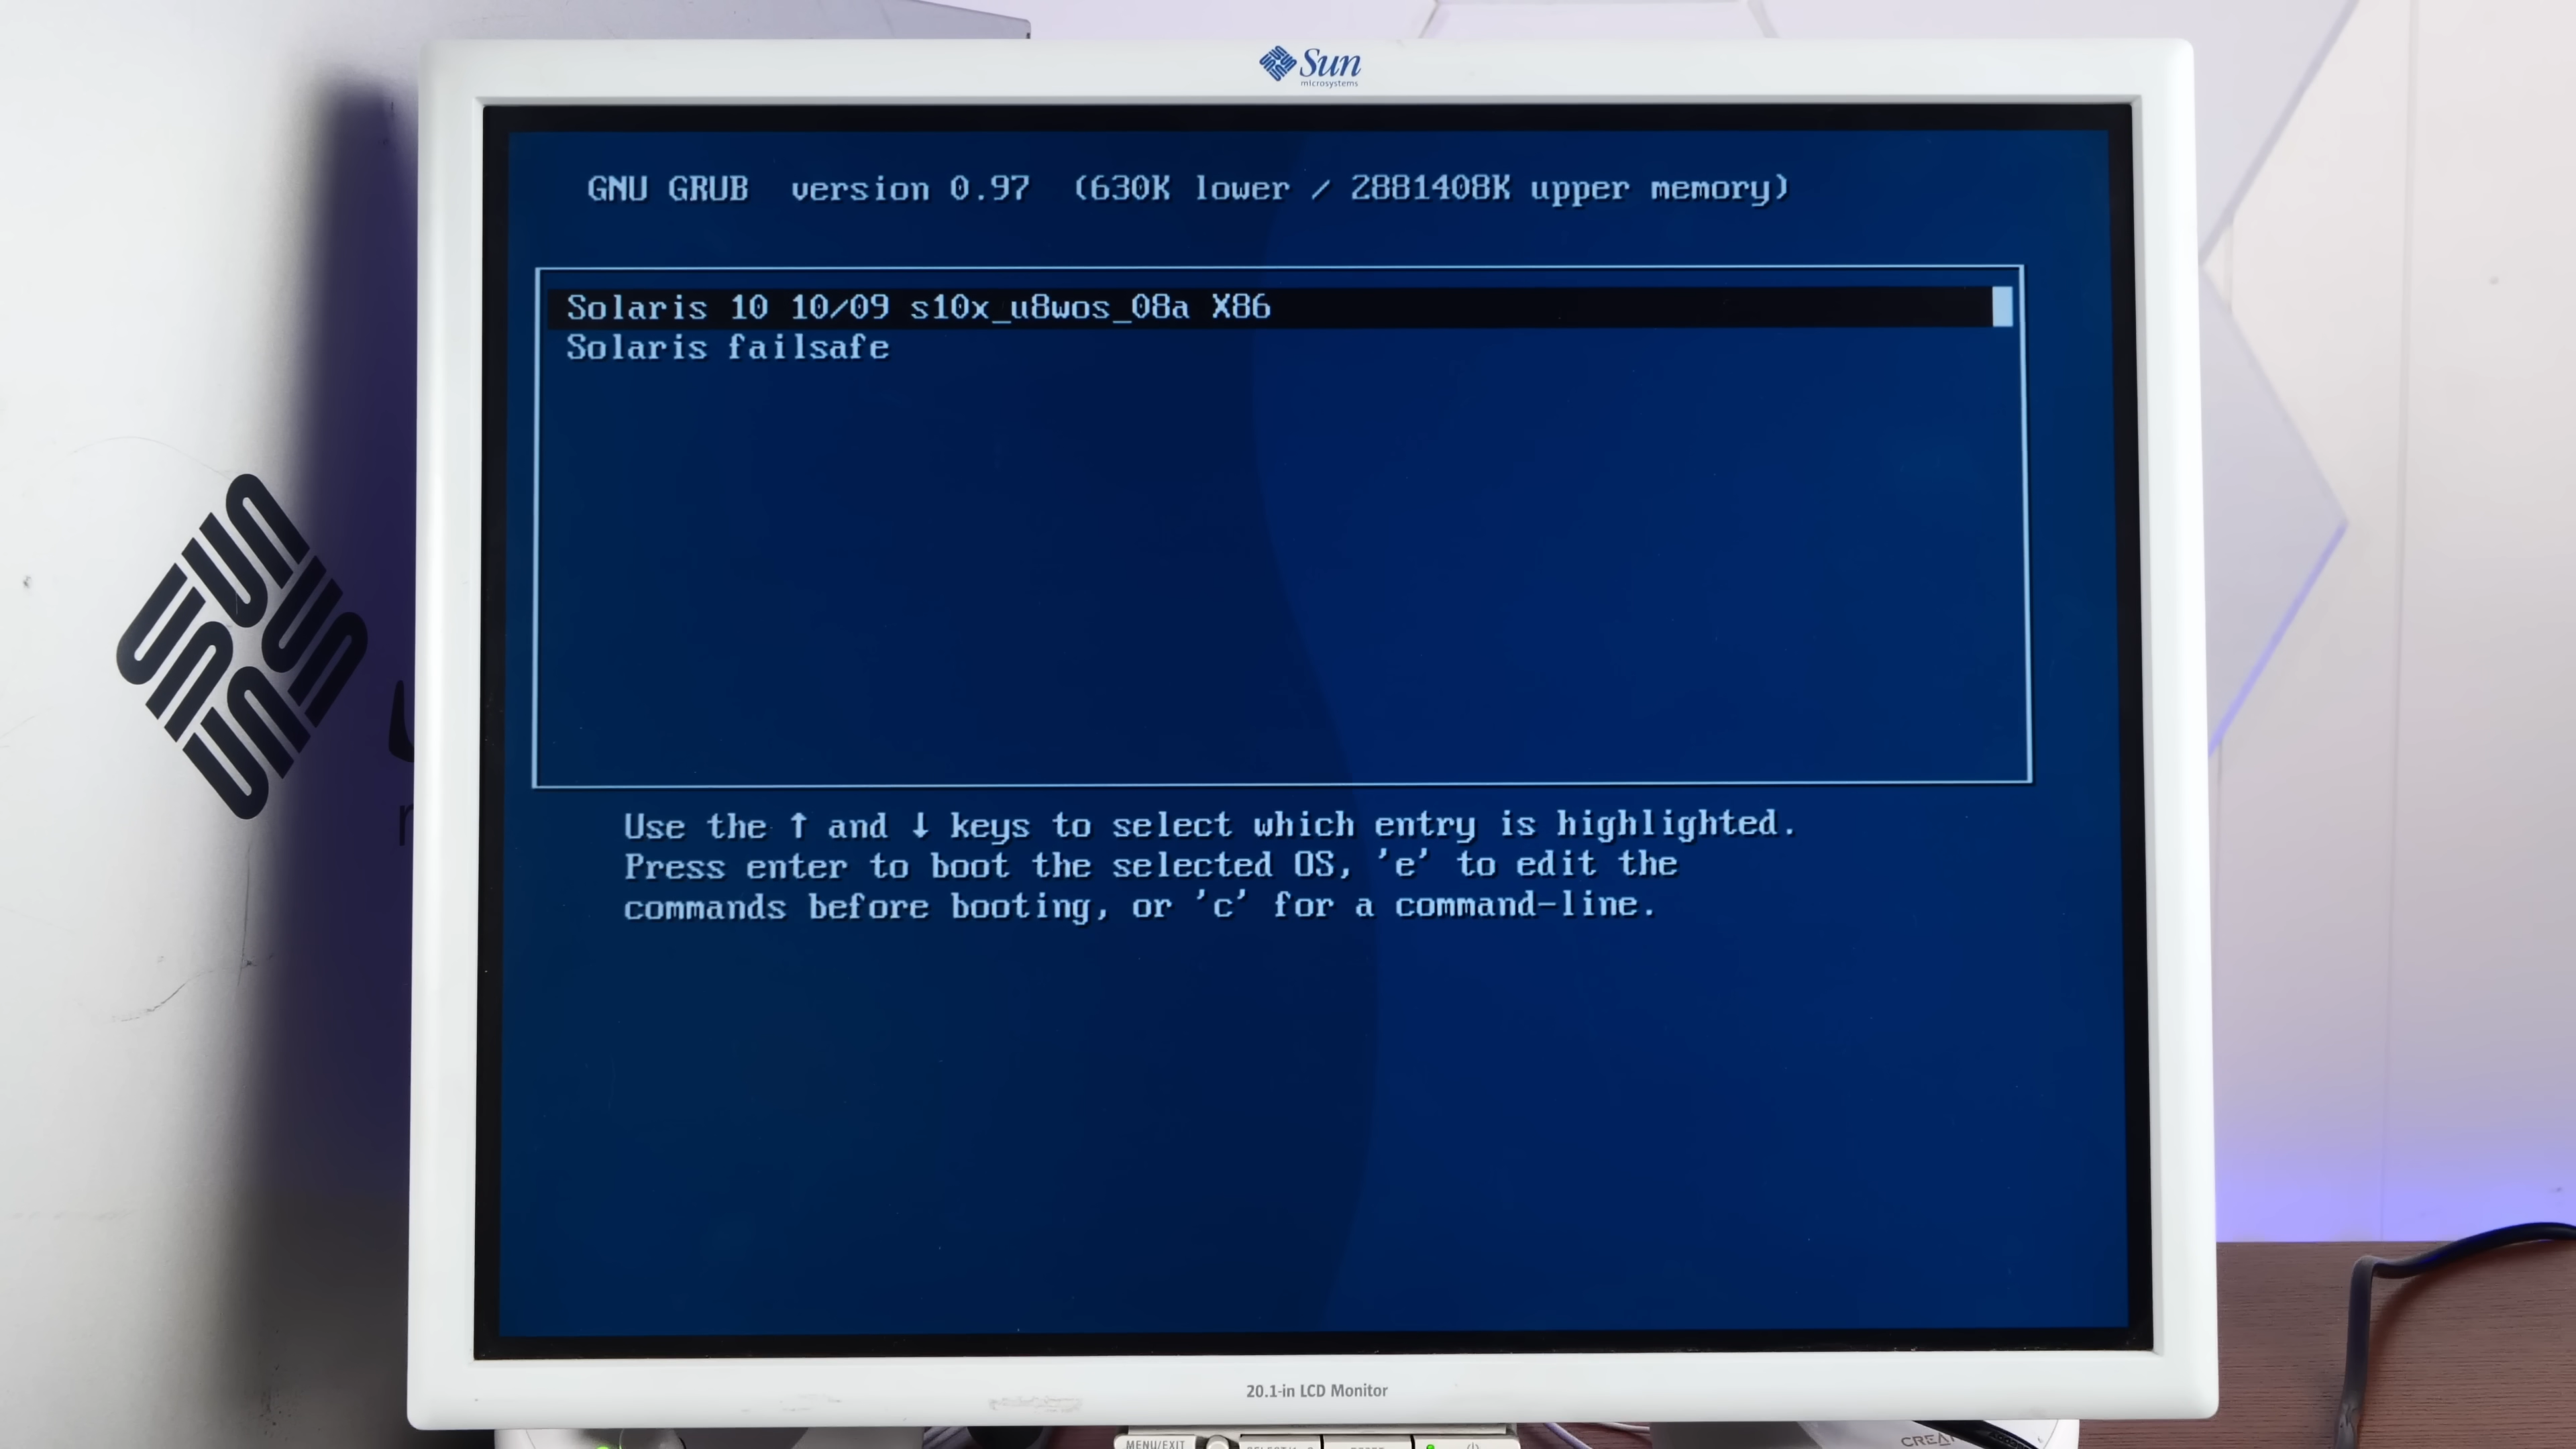 Sun
microsystems
GNU GRUB version 0.97 (630K lower / 2881408K upper memory)
Solaris 10 10/09 s10x_u8wos_08a X86
Solaris failsafe
Use the ↑ and ↓ keys to select which entry is highlighted.
Press enter to boot the selected OS, 'e' to edit the
commands before booting, or 'c' for a command-line.
20.1-in LCD Monitor
MENU/EXIT